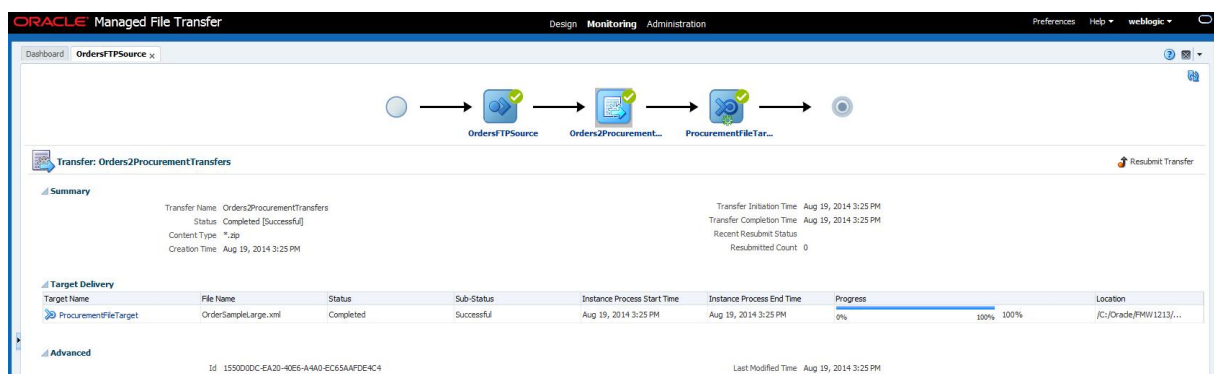 ORACLE Managed File Transfer Design Monitoring Administration Preferences Help weblogic
Dashboard OrdersFTPSource
OrdersFTPSource Orders2Procurement... ProcurementFileTar...
Transfer: Orders2ProcurementTransfers Resubmit Transfer
Summary
Transfer Name Orders2ProcurementTransfers Transfer Initiation Time Aug 19, 2014 3:25 PM
Status Completed [Successful] Transfer Completion Time Aug 19, 2014 3:25 PM
Content Type *.zip Recent Resubmit Status
Creation Time Aug 19, 2014 3:25 PM Resubmitted Count 0
Target Delivery
Target Name File Name Status Sub-Status Instance Process Start Time Instance Process End Time Progress Location
ProcurementFileTarget OrderSampleLarge.xml Completed Successful Aug 19, 2014 3:25 PM Aug 19, 2014 3:25 PM 0% 100% 100% /C:/Oracle/FMW1213/...
Advanced
Id 1550D0DC-EA20-40E6-A4A0-EC65AAFDE4C4 Last Modified Time Aug 19, 2014 3:25 PM